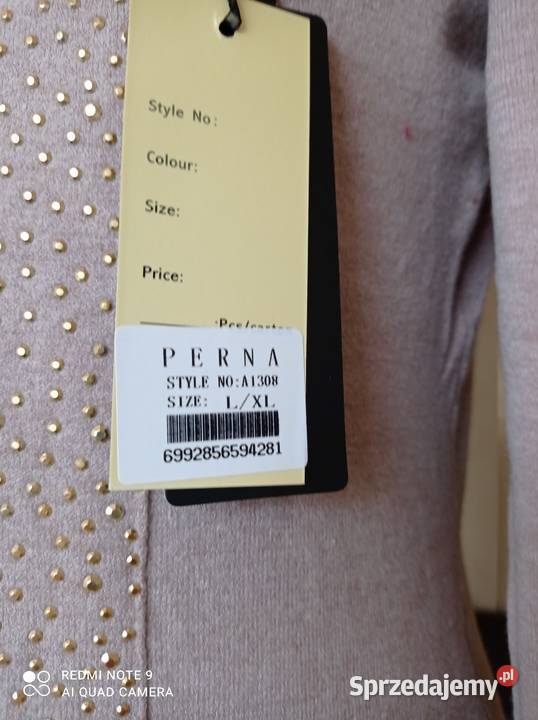 Style No:
Colour:
Size:
Price:
:Pcs/carton
PERNA
STYLE NO:A1308
SIZE: L/XL
6992856594281
REDMI NOTE 9
AI QUAD CAMERA
Sprzedajemy.pl